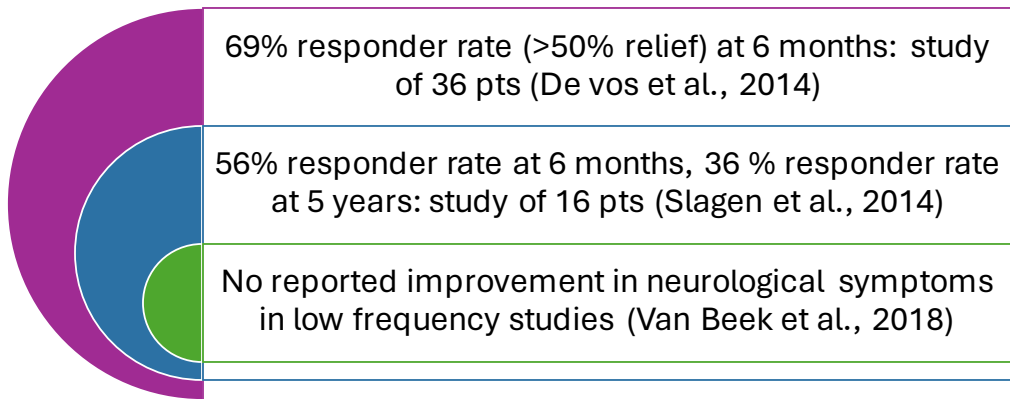 69% responder rate (>50% relief) at 6 months: study
of 36 pts (De vos et al., 2014)
56% responder rate at 6 months, 36 % responder rate
at 5 years: study of 16 pts (Slagen et al., 2014)
No reported improvement in neurological symptoms
in low frequency studies (Van Beek et al., 2018)